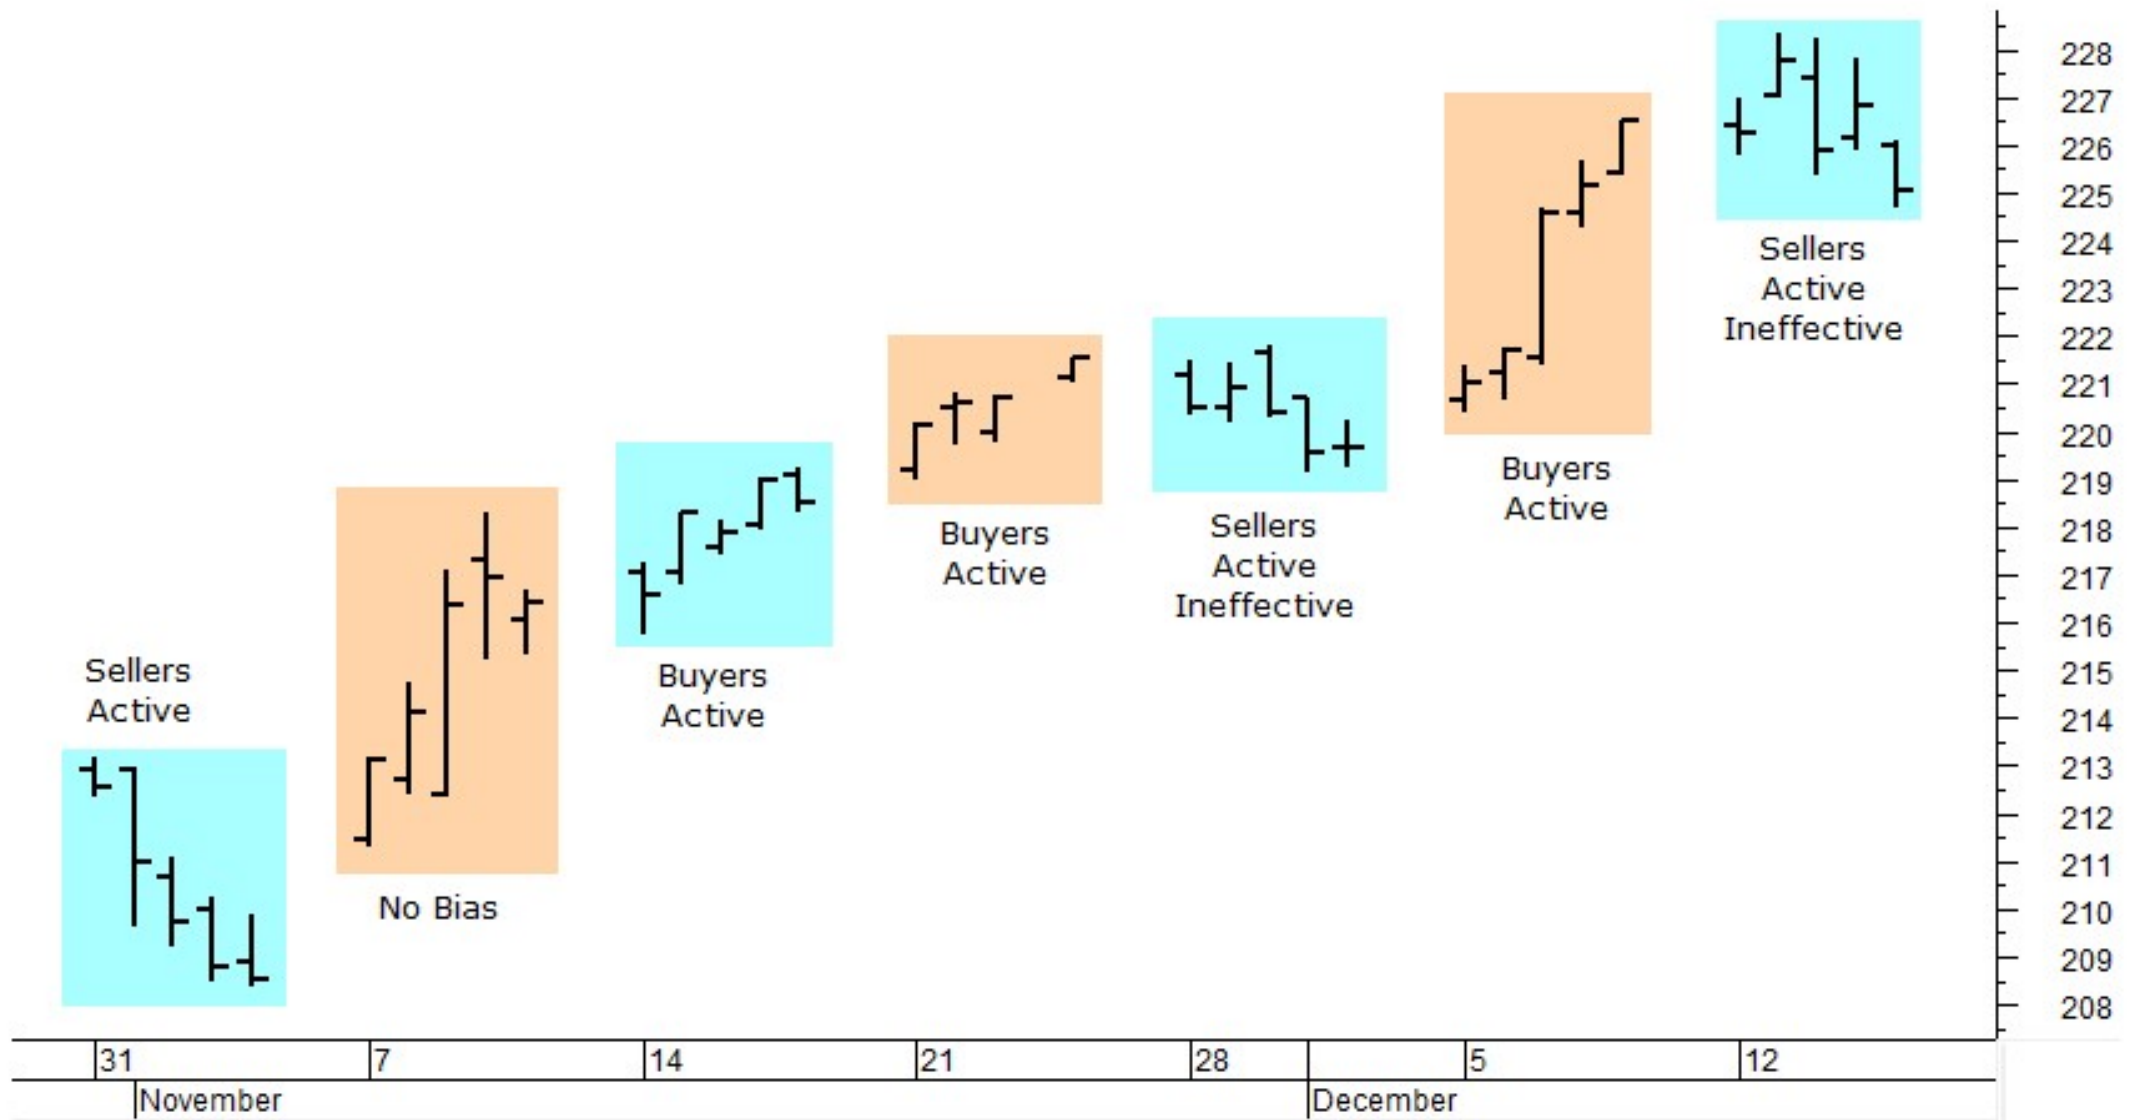 228
227
226
225
224
223
222
221
220
219
218
217
216
215
214
213
212
211
210
209
208
Sellers
Active
Ineffective
Buyers
Active
Sellers
Active
Ineffective
Buyers
Active
Buyers
Active
No Bias
Sellers
Active
31 7 14 21 28 5 12
November December